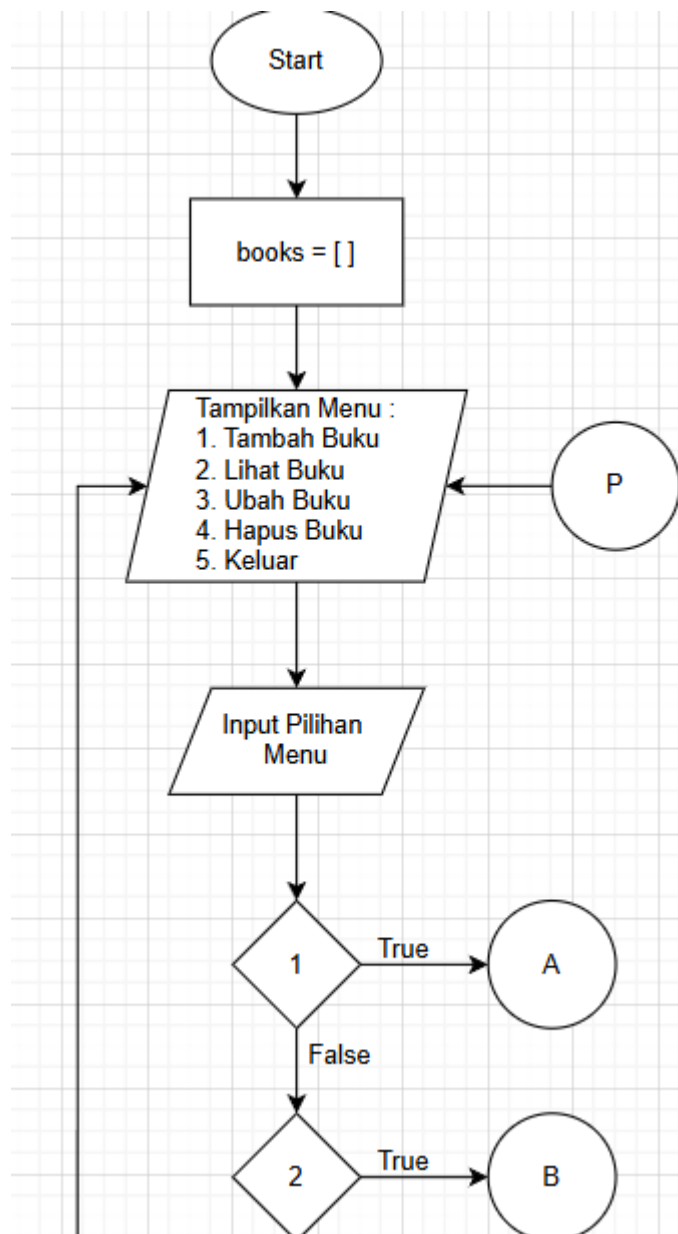 Start
books = [ ]
Tampilkan Menu :
1. Tambah Buku
2. Lihat Buku
3. Ubah Buku
4. Hapus Buku
5. Keluar
P
Input Pilihan
Menu
1
True
A
False
2
True
B